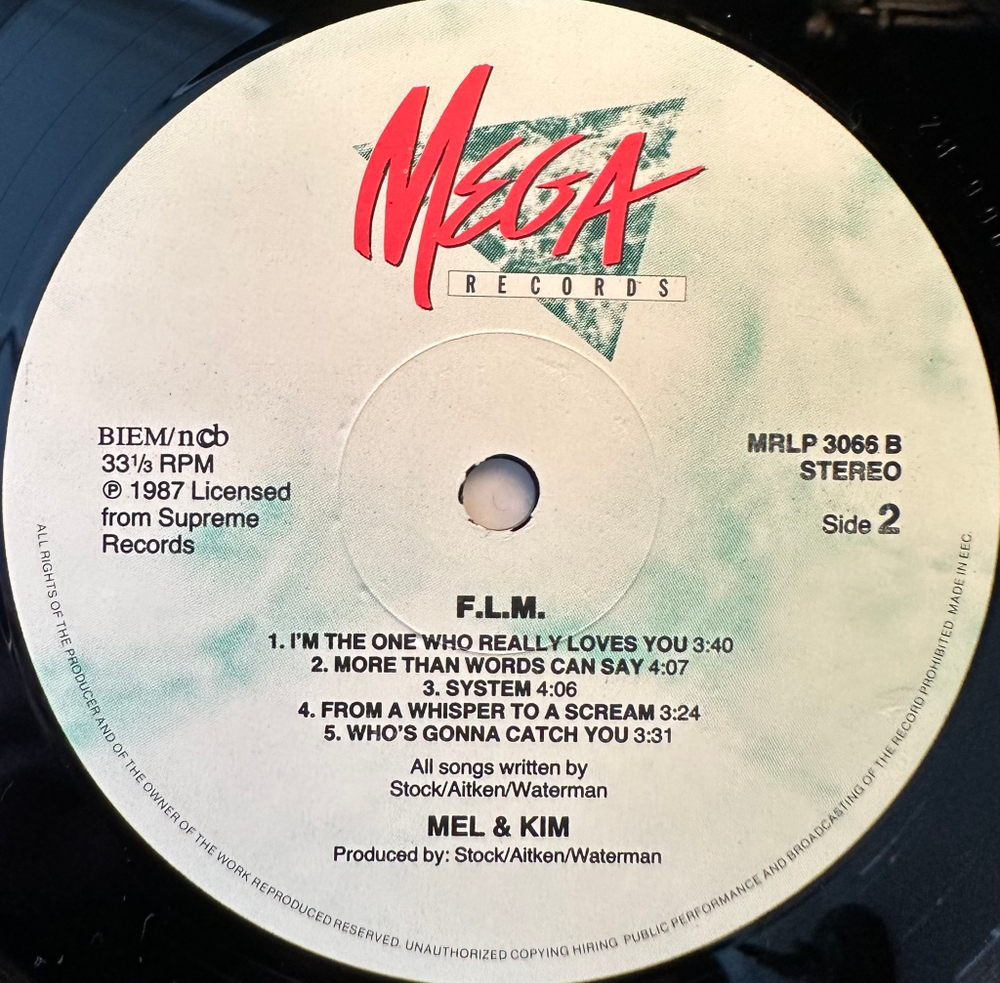 MEGA
RECORDS
BIEM/ncb
33⅓ RPM
℗ 1987 Licensed
from Supreme
Records
MRLP 3066 B
STEREO
Side 2
F.L.M.
1. I'M THE ONE WHO REALLY LOVES YOU 3:40
2. MORE THAN WORDS CAN SAY 4:07
3. SYSTEM 4:06
4. FROM A WHISPER TO A SCREAM 3:24
5. WHO'S GONNA CATCH YOU 3:31
All songs written by
Stock/Aitken/Waterman
MEL & KIM
Produced by: Stock/Aitken/Waterman
ALL RIGHTS OF THE PRODUCER AND OF THE OWNER OF THE WORK REPRODUCED RESERVED. UNAUTHORIZED COPYING HIRING PUBLIC PERFORMANCE AND BROADCASTING OF THE RECORD PROHIBITED. MADE IN EEC.